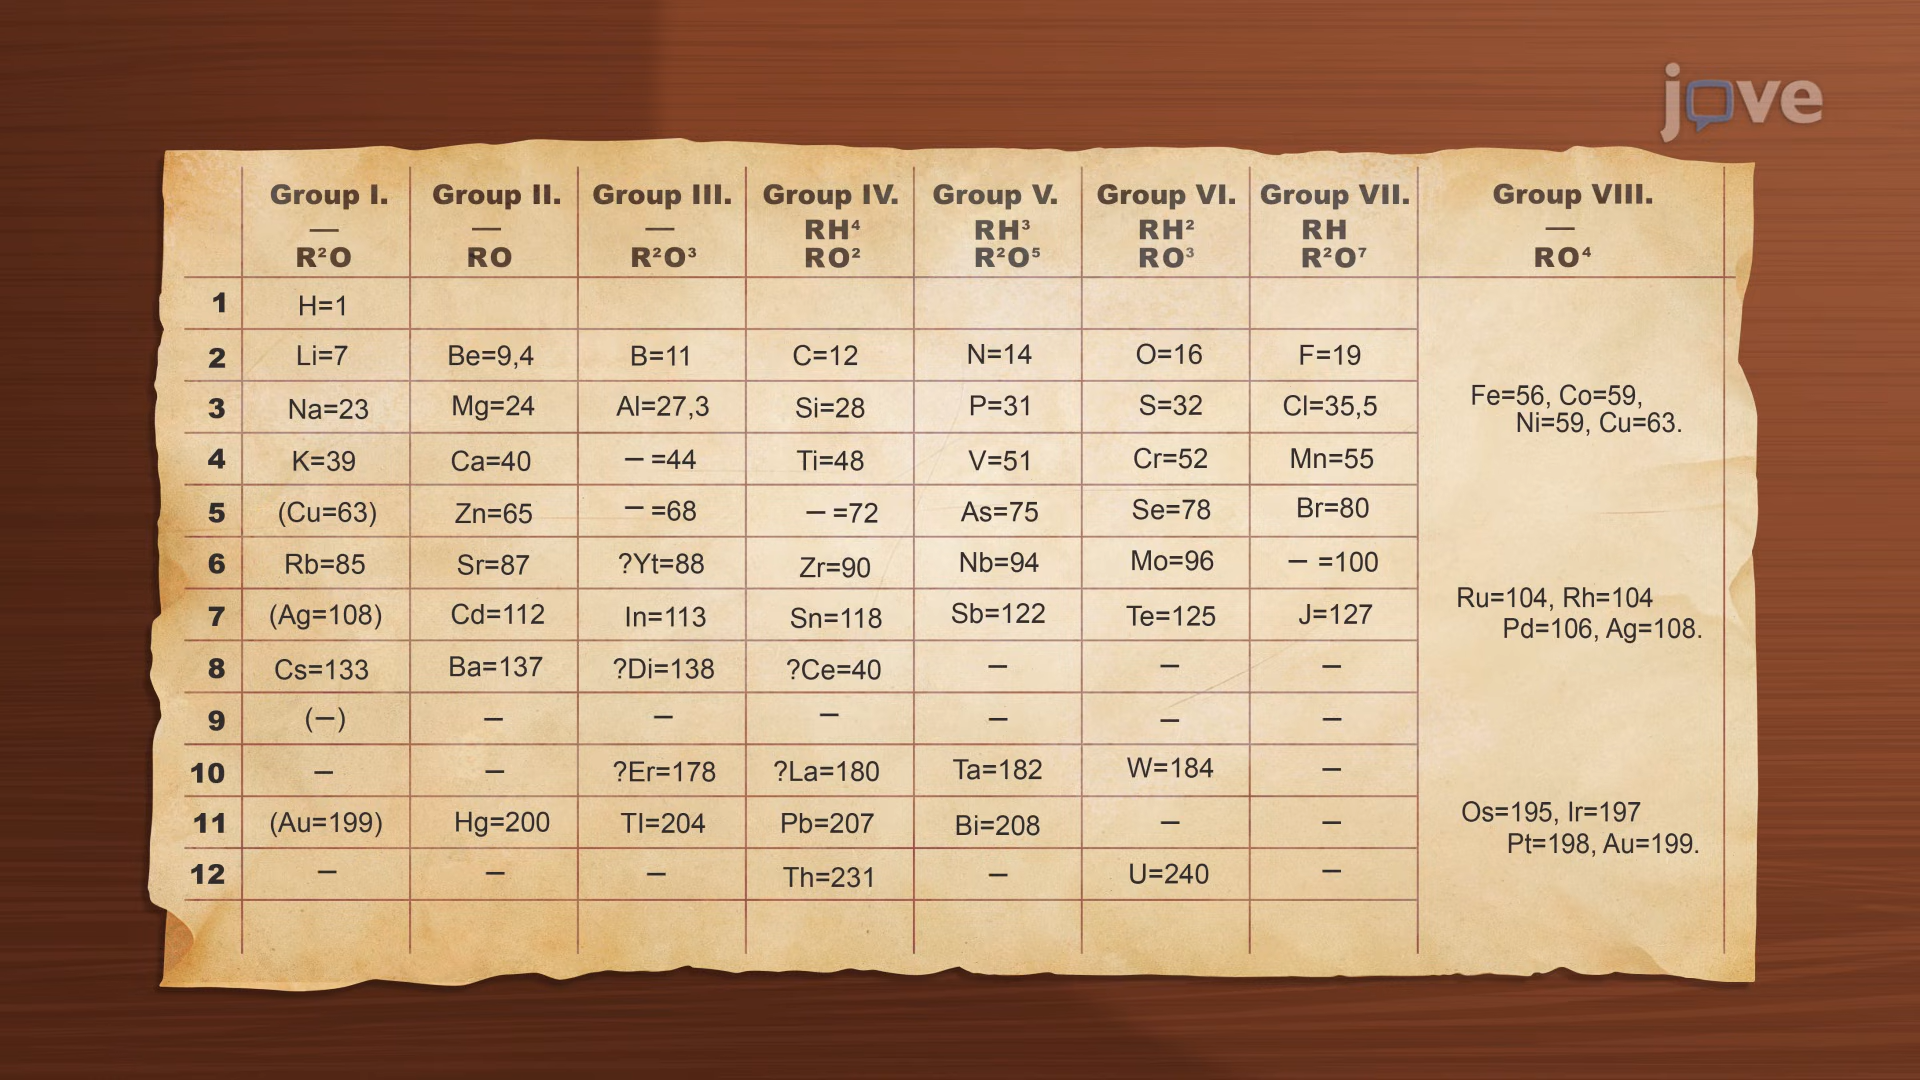 jove
Group I. Group II. Group III. Group IV. Group V. Group VI. Group VII. Group VIII.
— — — RH⁴ RH³ RH² RH —
R²O RO R²O³ RO² R²O⁵ RO³ R²O⁷ RO⁴
1 H=1
2 Li=7 Be=9,4 B=11 C=12 N=14 O=16 F=19
3 Na=23 Mg=24 Al=27,3 Si=28 P=31 S=32 Cl=35,5
Fe=56, Co=59,
Ni=59, Cu=63.
4 K=39 Ca=40 — =44 Ti=48 V=51 Cr=52 Mn=55
5 (Cu=63) Zn=65 — =68 — =72 As=75 Se=78 Br=80
6 Rb=85 Sr=87 ?Yt=88 Zr=90 Nb=94 Mo=96 — =100
Ru=104, Rh=104
Pd=106, Ag=108.
7 (Ag=108) Cd=112 In=113 Sn=118 Sb=122 Te=125 J=127
8 Cs=133 Ba=137 ?Di=138 ?Ce=40 — — —
9 (—) — — — — — —
10 — — ?Er=178 ?La=180 Ta=182 W=184 —
Os=195, Ir=197
Pt=198, Au=199.
11 (Au=199) Hg=200 Tl=204 Pb=207 Bi=208 — —
12 — — — Th=231 — U=240 —